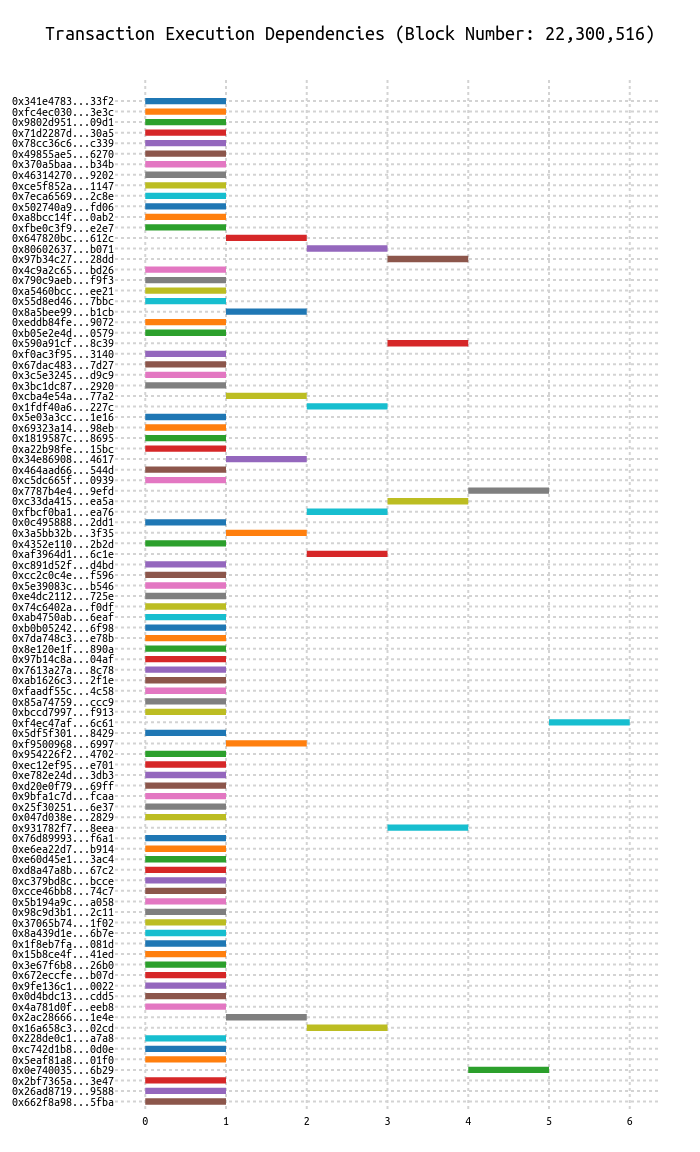 Transaction Execution Dependencies (Block Number: 22,300,516)
0x341e4783...33f2
0xfc4ec030...3e3c
0x9802d951...09d1
0x71d2287d...30a5
0x78cc36c6...c339
0x49855ae5...6270
0x370a5baa...b34b
0x46314270...9202
0xce5f852a...1147
0x7eca6569...2c8e
0x502740a9...fd06
0xa8bcc14f...0ab2
0xfbe0c3f9...e2e7
0x647820bc...612c
0x80602637...b071
0x97b34c27...28dd
0x4c9a2c65...bd26
0x790c9aeb...f9f3
0xa5460bcc...ee21
0x55d8ed46...7bbc
0x8a5bee99...b1cb
0xeddb84fe...9072
0xb05e2e4d...0579
0x590a91cf...8c39
0xf0ac3f95...3140
0x67dac483...7d27
0x3c5e3245...d9c9
0x3bc1dc87...2920
0xcba4e54a...77a2
0x1fdf40a6...227c
0x5e03a3cc...1e16
0x69323a14...98eb
0x1819587c...8695
0xa22b98fe...15bc
0x34e86908...4617
0x464aad66...544d
0xc5dc665f...0939
0x7787b4e4...9efd
0xc33da415...ea5a
0xfbcf0ba1...ea76
0x0c495888...2dd1
0x3a5bb32b...3f35
0x4352e110...2b2d
0xaf3964d1...6c1e
0xc891d52f...d4bd
0xcc2c0c4e...f596
0x5e39083c...b546
0xe4dc2112...725e
0x74c6402a...f0df
0xab4750ab...6eaf
0xb0b05242...6f98
0x7da748c3...e78b
0x8e120e1f...890a
0x97b14c8a...04af
0x7613a27a...8c78
0xab1626c3...2f1e
0xfaadf55c...4c58
0x85a74759...ccc9
0xbccd7997...f913
0xf4ec47af...6c61
0x5df5f301...8429
0xf9500968...6997
0x954226f2...4702
0xec12ef95...e701
0xe782e24d...3db3
0xd20e0f79...69ff
0x9bfa1c7d...fcaa
0x25f30251...6e37
0x047d038e...2829
0x931782f7...8eea
0x76d89993...f6a1
0xe6ea22d7...b914
0xe60d45e1...3ac4
0xd8a47a8b...67c2
0xc379bd8c...bcce
0xcce46bb8...74c7
0x5b194a9c...a058
0x98c9d3b1...2c11
0x37065b74...1f02
0x8a439d1e...6b7e
0x1f8eb7fa...081d
0x15b8ce4f...41ed
0x3e67f6b8...26b0
0x672eccfe...b07d
0x9fe136c1...0022
0x0d4bdc13...cdd5
0x4a781d0f...eeb8
0x2ac28666...1e4e
0x16a658c3...02cd
0x228de0c1...a7a8
0xc742d1b8...0d0e
0x5eaf81a8...01f0
0x0e740035...6b29
0x2bf7365a...3e47
0x26ad8719...9588
0x662f8a98...5fba
0 1 2 3 4 5 6